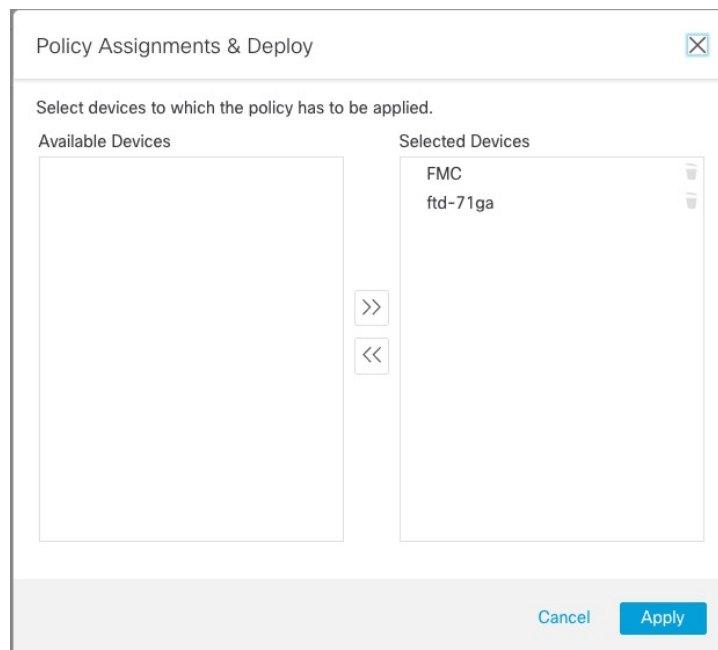 Policy Assignments & Deploy
Select devices to which the policy has to be applied.
Available Devices
Selected Devices
FMC
ftd-71ga
Cancel
Apply